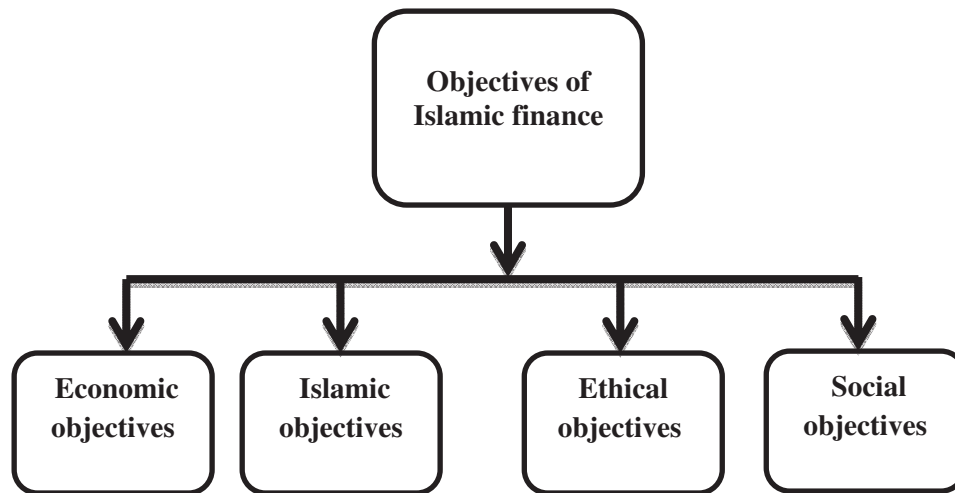 Objectives of
Islamic finance
Economic
objectives
Islamic
objectives
Ethical
objectives
Social
objectives